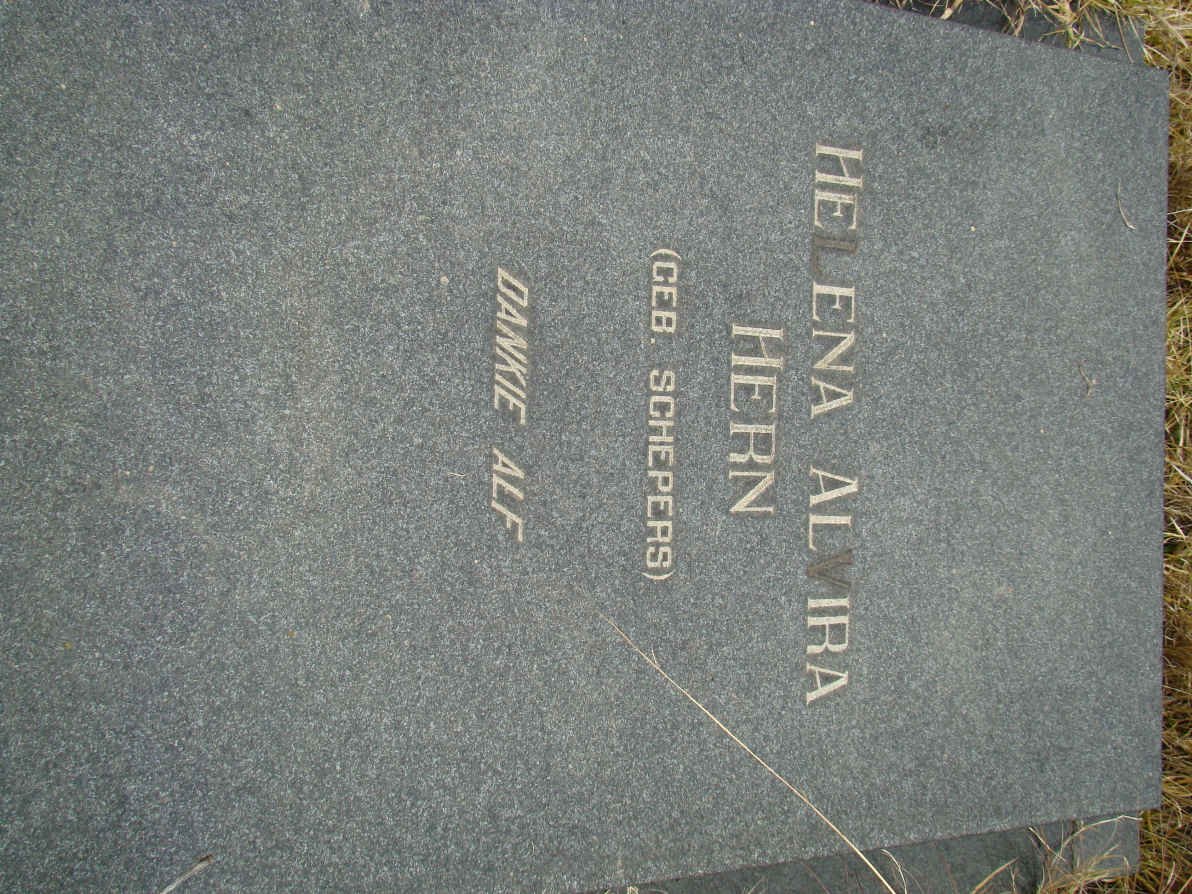 HELENA ALVIRA
HERN
(GEB. SCHEPERS)
DANKIE ALF